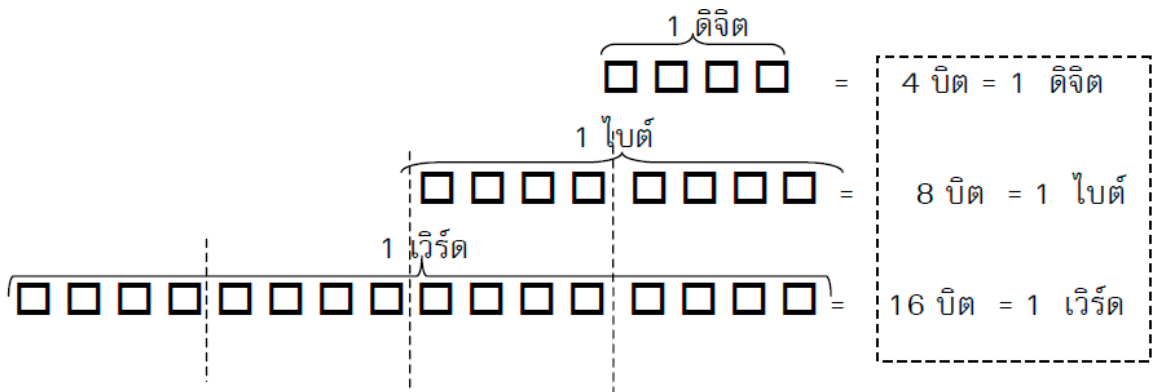 1 ดิจิต
= 4 บิต = 1 ดิจิต
1 ไบต์
= 8 บิต = 1 ไบต์
1 เวิร์ด
= 16 บิต = 1 เวิร์ด